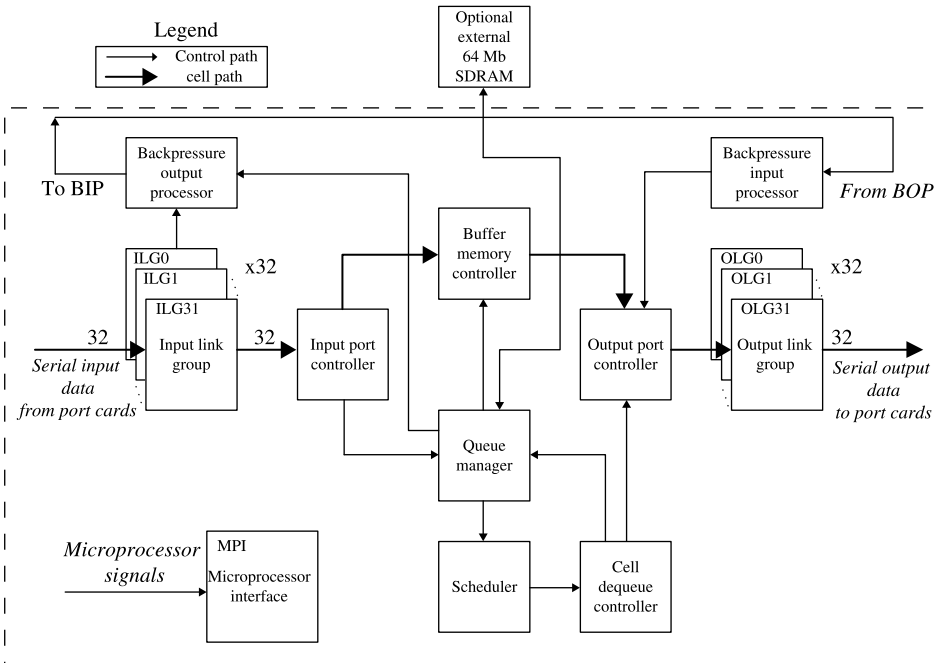 Legend
Control path
cell path
Optional
external
64 Mb
SDRAM
Backpressure
output
processor
To BIP
Backpressure
input
processor
From BOP
Buffer
memory
controller
ILG0
ILG1
ILG31
x32
Input link
group
32
32
Serial input
data
from port cards
Input port
controller
Output port
controller
OLG0
OLG1
OLG31
x32
Output link
group
32
Serial output
data
to port cards
Queue
manager
Microprocessor
signals
MPI
Microprocessor
interface
Scheduler
Cell
dequeue
controller